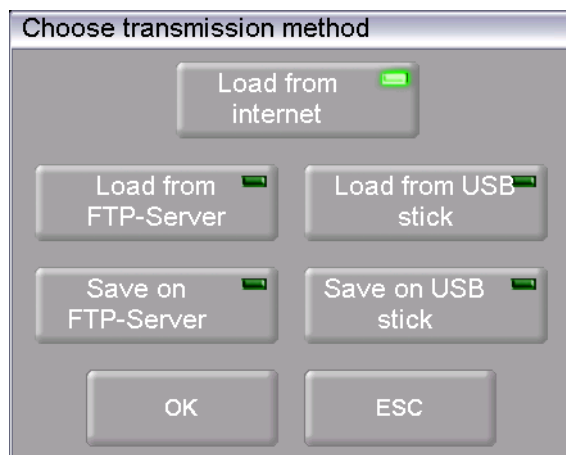 Choose transmission method
Load from
internet
Load from
FTP-Server
Load from USB
stick
Save on
FTP-Server
Save on USB
stick
OK
ESC